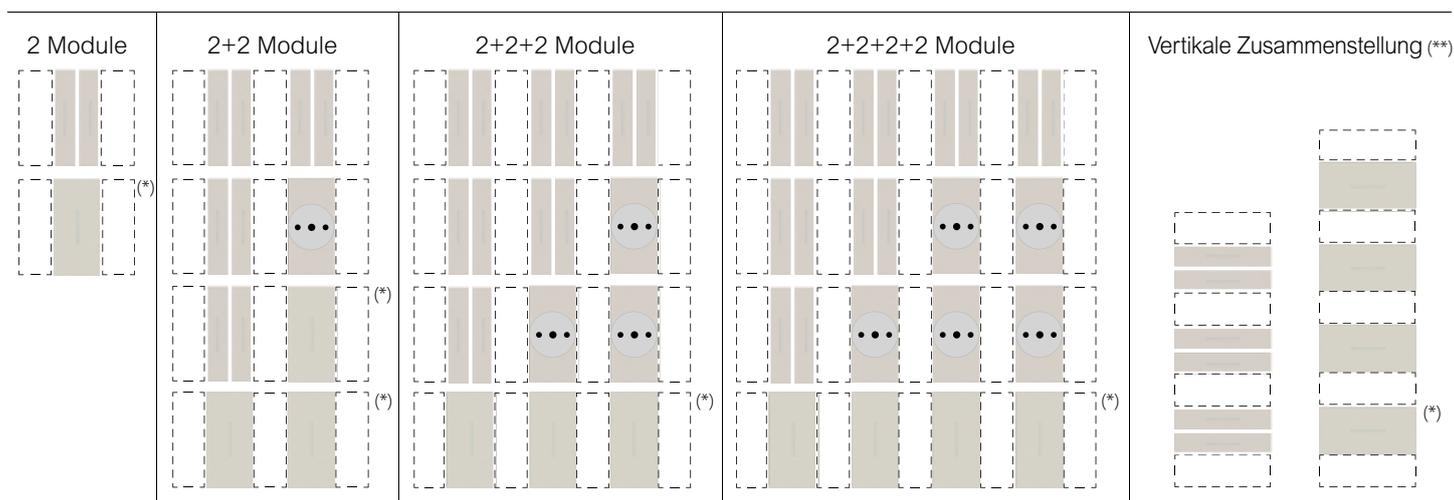 2 Module
2+2 Module
2+2+2 Module
2+2+2+2 Module
Vertikale Zusammenstellung (**)
(*)
(*)
(*)
(*)
(*)
(*)